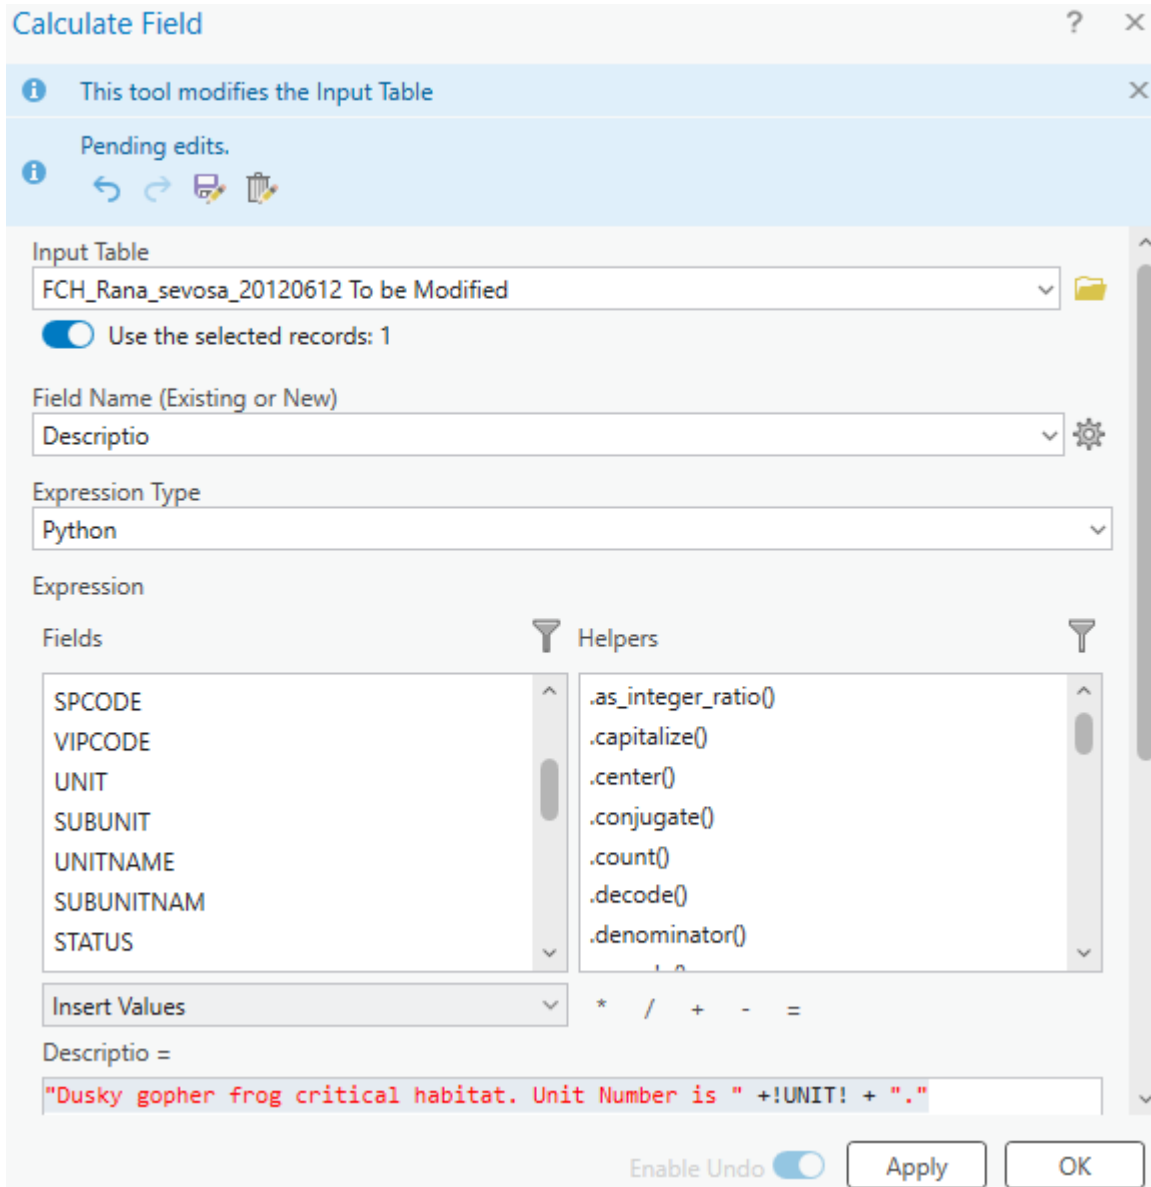 Calculate Field ? ×
This tool modifies the Input Table ×
Pending edits.
Input Table
FCH_Rana_sevosa_20120612 To be Modified
Use the selected records: 1
Field Name (Existing or New)
Descriptio
Expression Type
Python
Expression
Fields Helpers
SPCODE .as_integer_ratio()
VIPCODE .capitalize()
UNIT .center()
SUBUNIT .conjugate()
UNITNAME .count()
SUBUNITNAM .decode()
STATUS .denominator()
Insert Values * / + - =
Descriptio =
"Dusky gopher frog critical habitat. Unit Number is " +!UNIT! + "."
Enable Undo Apply OK